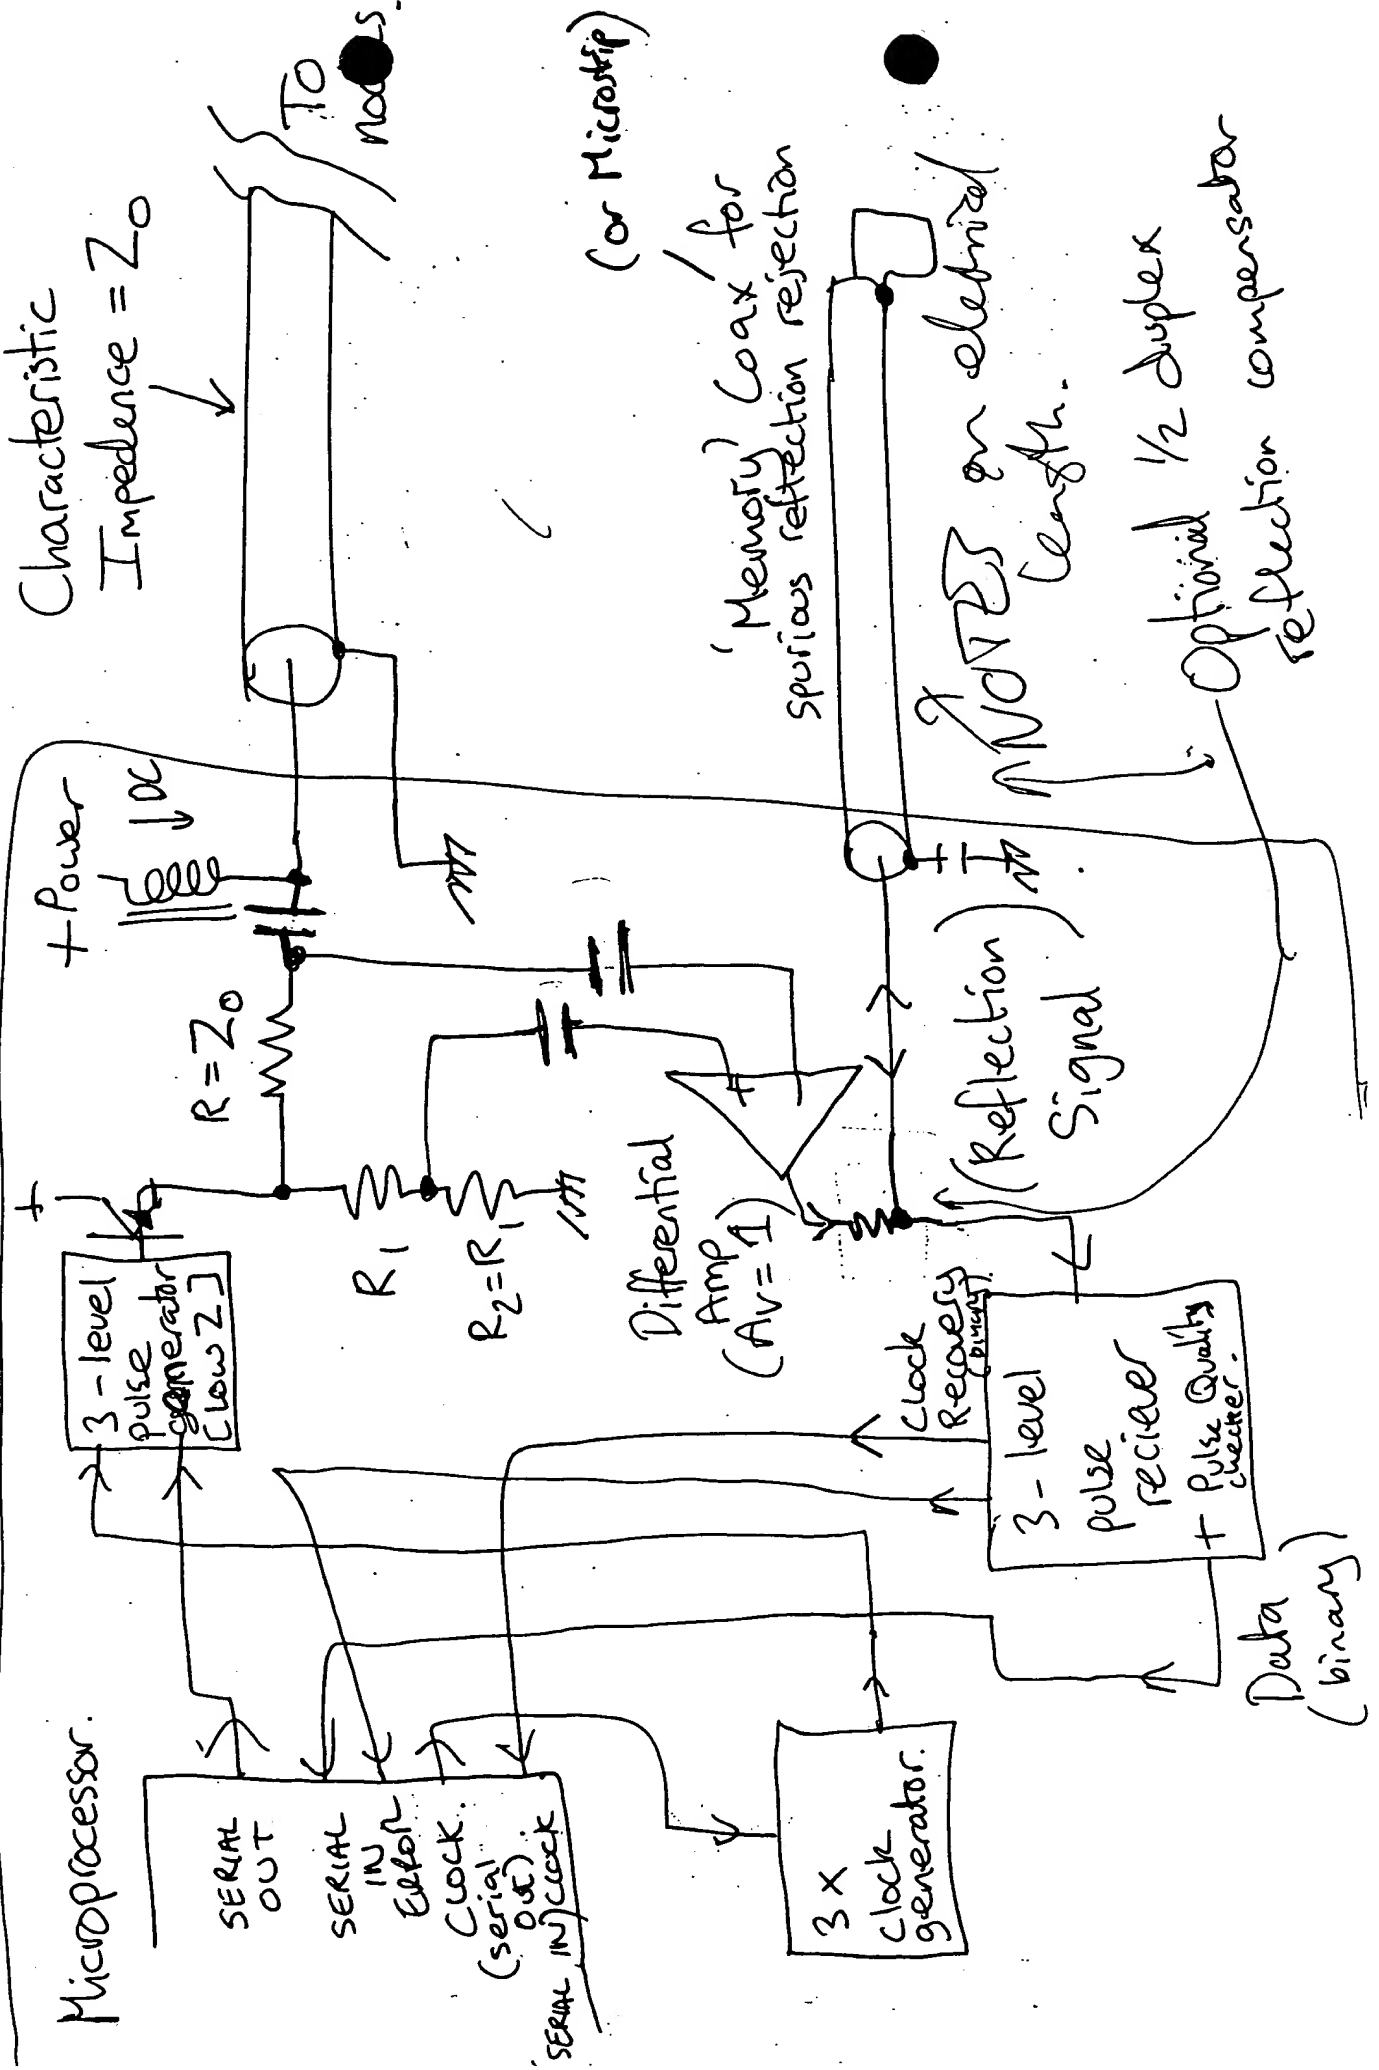 Microprocessor.
SERIAL
OUT
SERIAL
IN
ERROR
CLOCK.
(serial
out).
SERIAL IN CLOCK
3x
Clock
generator.
3-level
pulse
generator
[low Z]
+
R = Z0
R1
R2=R1
+Power
DC
Characteristic
Impedence = Z0
To
Differential
Amp
(Av=1)
+
Clock
Recovery
(binary).
3-level
pulse
reciever
+ Pulse Quality
checker.
Data
(binary)
(Reflection)
Signal
(or Microstrip)
'Memory' Coax for
spurious reflection rejection
NOTES on electrical
length.
Optional 1/2 duplex
reflection compensator